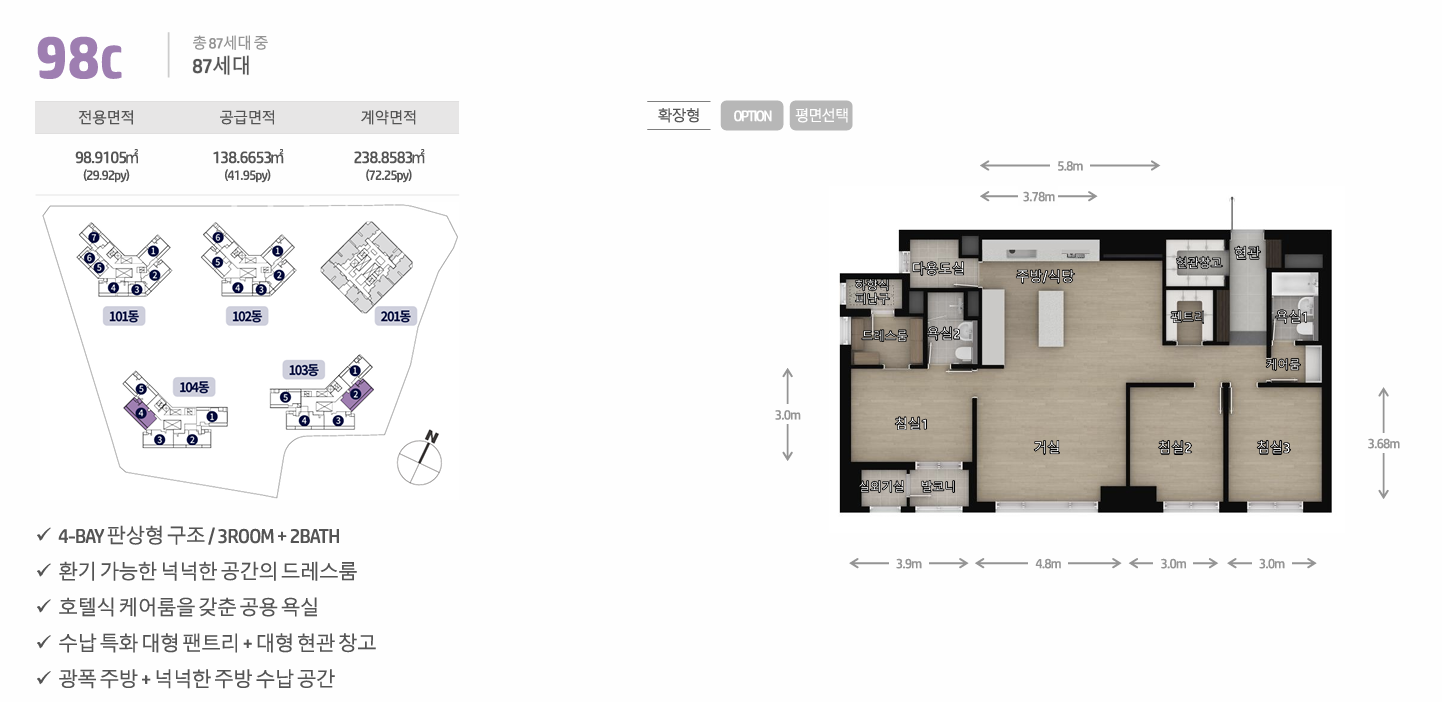 98C
총 87세대 중
87세대
전용면적 공급면적 계약면적
98.9105㎡ 138.6653㎡ 238.8583㎡
(29.92py) (41.95py) (72.25py)
7 6 5 4 3 2 1
101동
6 5 4 3 2 1
102동
201동
104동
5 4 3 2 1
103동
5 4 3 2 1
N
✓ 4-BAY 판상형 구조 / 3ROOM + 2BATH
✓ 환기 가능한 넉넉한 공간의 드레스룸
✓ 호텔식 케어룸을 갖춘 공용 욕실
✓ 수납 특화 대형 팬트리 + 대형 현관 창고
✓ 광폭 주방 + 넉넉한 주방 수납 공간
확장형 OPTION 평면선택
5.8m
3.78m
다용도실 주방/식당 현관창고 현관
하향식
피난구
드레스룸 욕실2 팬트리 욕실1
케어룸
3.0m
침실1 거실 침실2 침실3
3.68m
실외기실 발코니
3.9m 4.8m 3.0m 3.0m